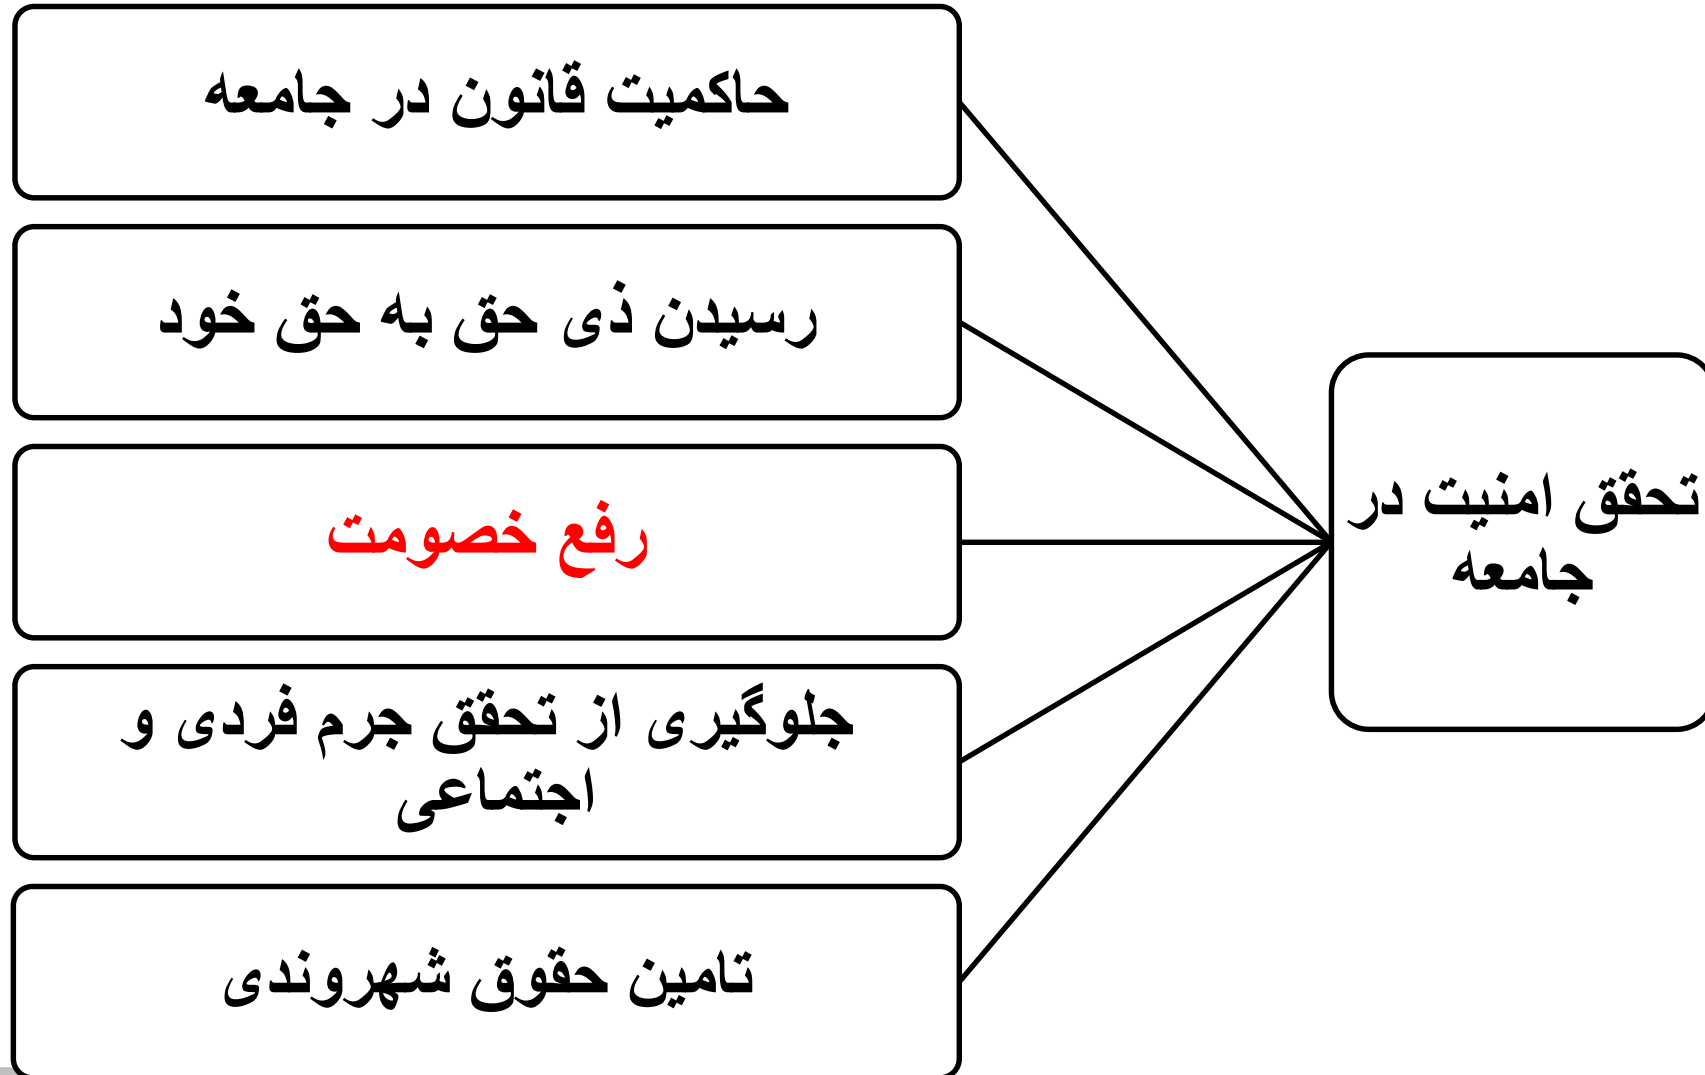 تحقق امنیت در
جامعه
حاکمیت قانون در جامعه
رسیدن ذی حق به حق خود
رفع خصومت
جلوگیری از تحقق جرم فردی و
اجتماعی
تامین حقوق شهروندی